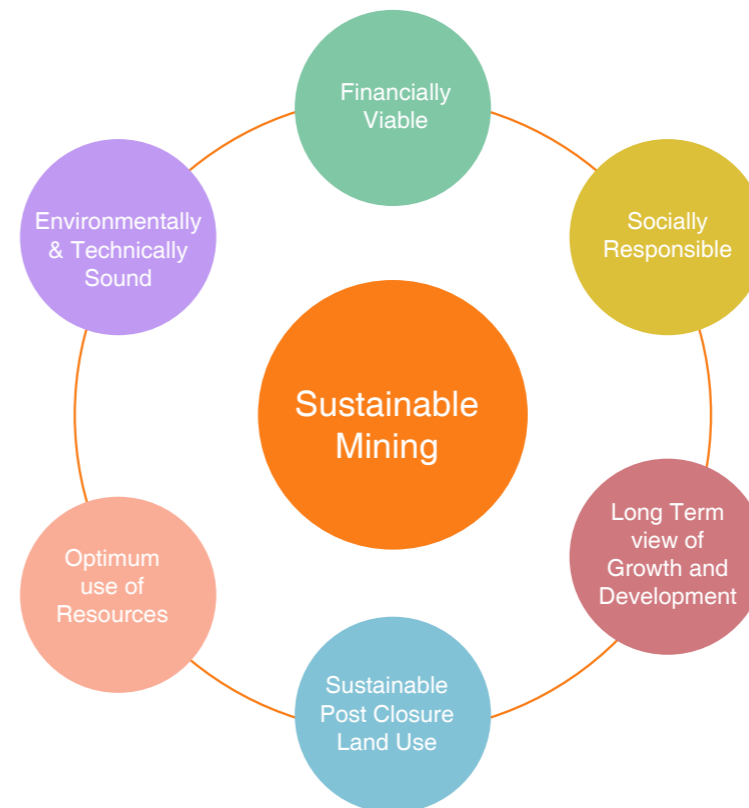 Financially
Viable
Socially
Responsible
Long Term
view of
Growth and
Development
Sustainable
Post Closure
Land Use
Optimum
use of
Resources
Environmentally
& Technically
Sound
Sustainable
Mining